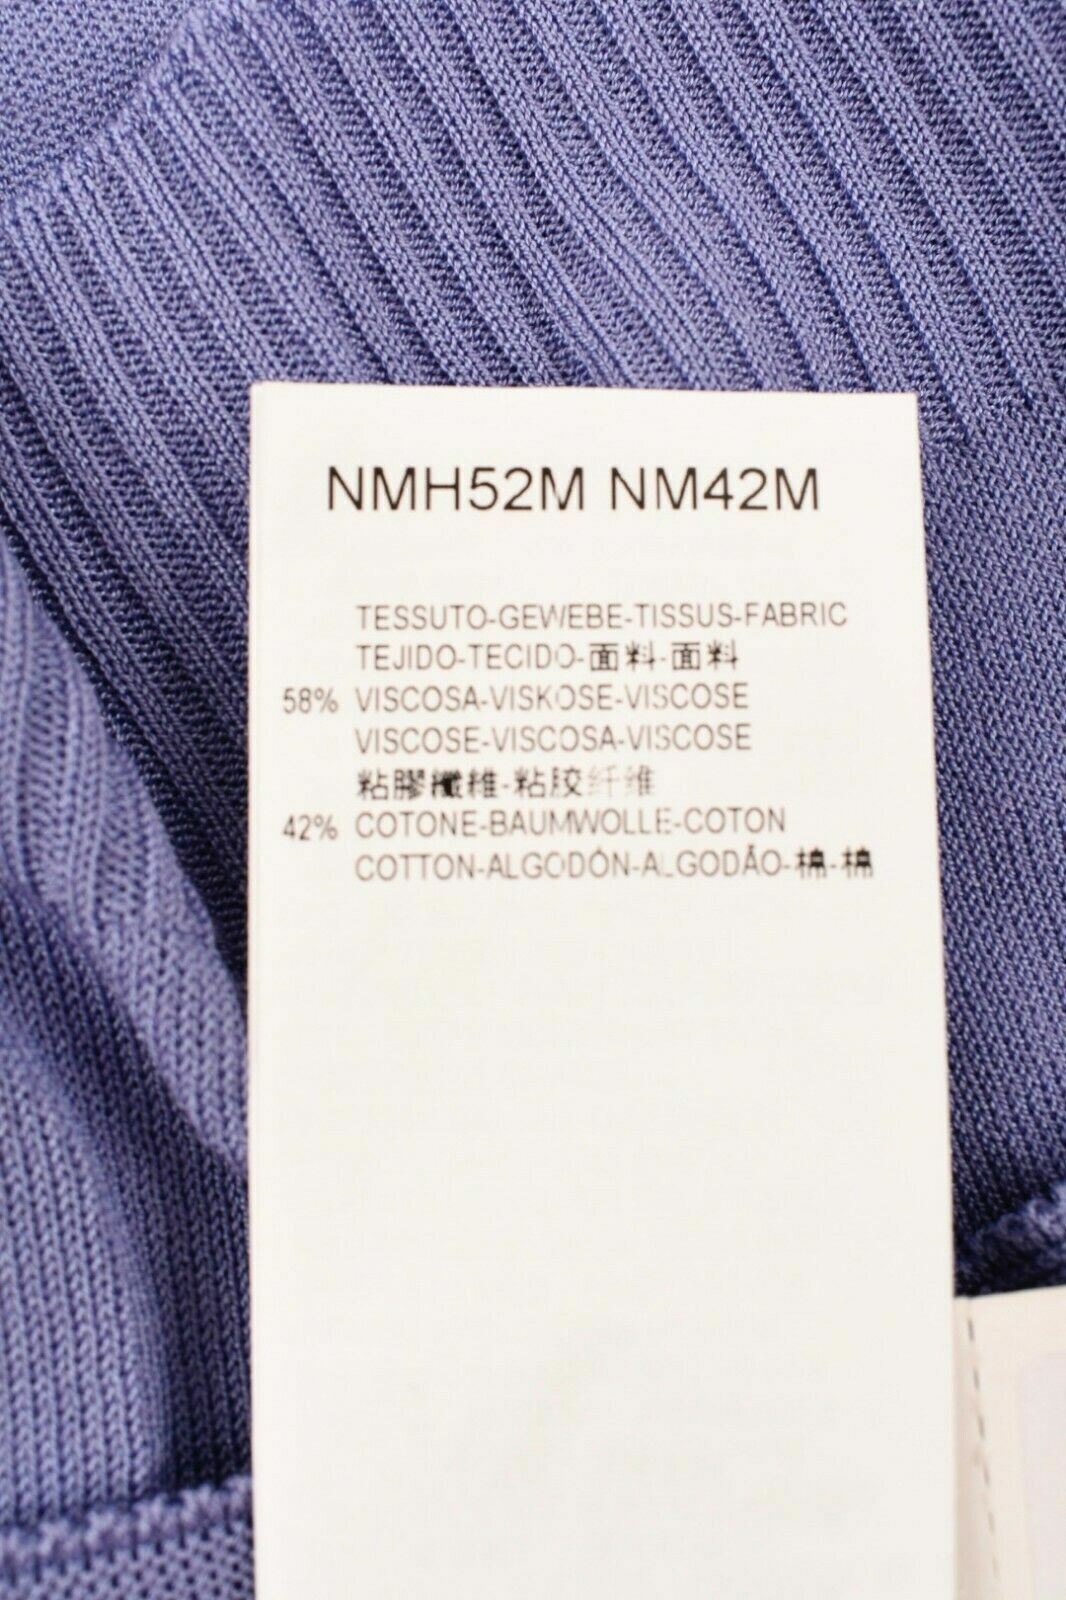 NMH52M NM42M
TESSUTO-GEWEBE-TISSUS-FABRIC
TEJIDO-TECIDO-面料-面料
58% VISCOSA-VISKOSE-VISCOSE
VISCOSE-VISCOSA-VISCOSE
粘膠纖維-粘胶纤维
42% COTONE-BAUMWOLLE-COTON
COTTON-ALGODÓN-ALGODÃO-棉-棉